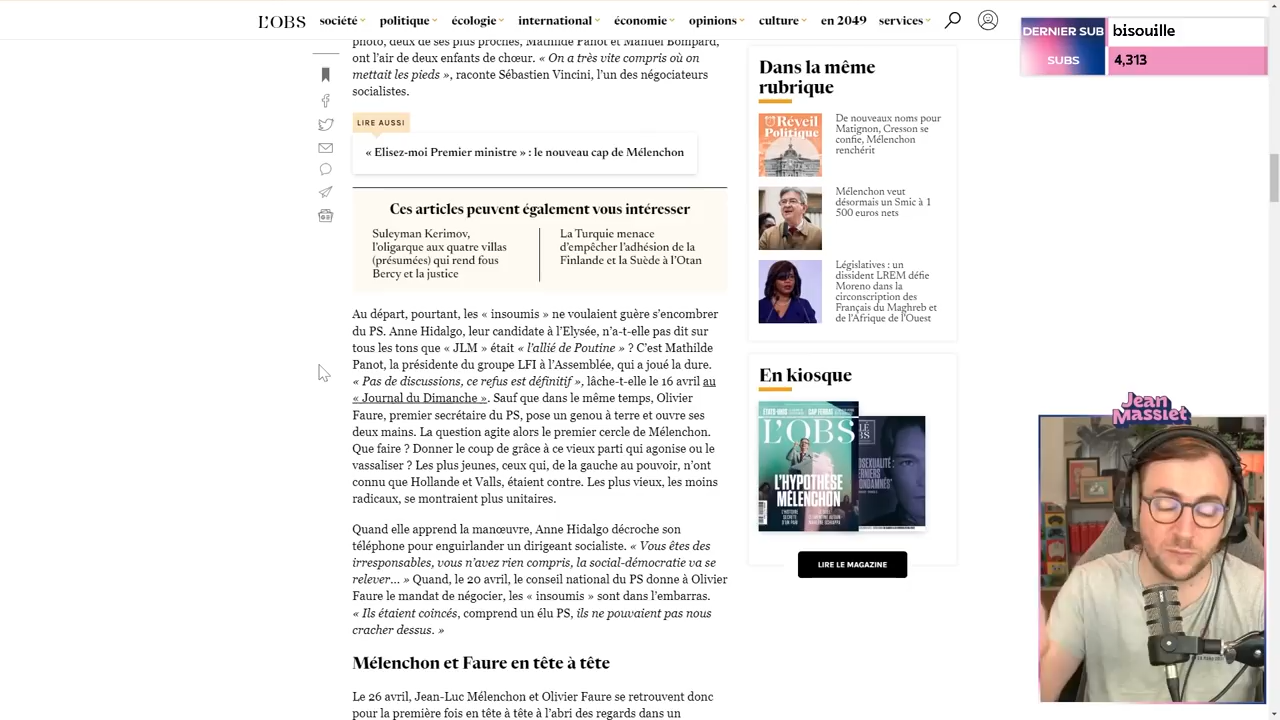 L'OBS
société
politique
écologie
international
économie
opinions
culture
en 2049
services
DERNIER SUB
bisouille
SUBS
4,313
photo, deux de ses plus proches, Mathilde Panot et Manuel Bompard,
ont l'air de deux enfants de chœur. « On a très vite compris où on
mettait les pieds », raconte Sébastien Vincini, l'un des négociateurs
socialistes.
LIRE AUSSI
« Elisez-moi Premier ministre » : le nouveau cap de Mélenchon
Ces articles peuvent également vous intéresser
Suleyman Kerimov,
l'oligarque aux quatre villas
(présumées) qui rend fous
Bercy et la justice
La Turquie menace
d'empêcher l'adhésion de la
Finlande et la Suède à l'Otan
Au départ, pourtant, les « insoumis » ne voulaient guère s'encombrer
du PS. Anne Hidalgo, leur candidate à l'Elysée, n'a-t-elle pas dit sur
tous les tons que « JLM » était « l'allié de Poutine » ? C'est Mathilde
Panot, la présidente du groupe LFI à l'Assemblée, qui a joué la dure.
« Pas de discussions, ce refus est définitif », lâche-t-elle le 16 avril au
« Journal du Dimanche ». Sauf que dans le même temps, Olivier
Faure, premier secrétaire du PS, pose un genou à terre et ouvre ses
deux mains. La question agite alors le premier cercle de Mélenchon.
Que faire ? Donner le coup de grâce à ce vieux parti qui agonise ou le
vassaliser ? Les plus jeunes, ceux qui, de la gauche au pouvoir, n'ont
connu que Hollande et Valls, étaient contre. Les plus vieux, les moins
radicaux, se montraient plus unitaires.
Quand elle apprend la manœuvre, Anne Hidalgo décroche son
téléphone pour enguirlander un dirigeant socialiste. « Vous êtes des
irresponsables, vous n'avez rien compris, la social-démocratie va se
relever... » Quand, le 20 avril, le conseil national du PS donne à Olivier
Faure le mandat de négocier, les « insoumis » sont dans l'embarras.
« Ils étaient coincés, comprend un élu PS, ils ne pouvaient pas nous
cracher dessus. »
Mélenchon et Faure en tête à tête
Le 26 avril, Jean-Luc Mélenchon et Olivier Faure se retrouvent donc
pour la première fois en tête à tête à l'abri des regards dans un
Dans la même
rubrique
Réveil
Politique
De nouveaux noms pour
Matignon, Cresson se
confie, Mélenchon
renchérit
Mélenchon veut
désormais un Smic à 1
500 euros nets
Législatives : un
dissident LREM défie
Moreno dans la
circonscription des
Français du Maghreb et
de l'Afrique de l'Ouest
En kiosque
L'OBS
L'HYPOTHÈSE
MÉLENCHON
LIRE LE MAGAZINE
Jean
Massiet